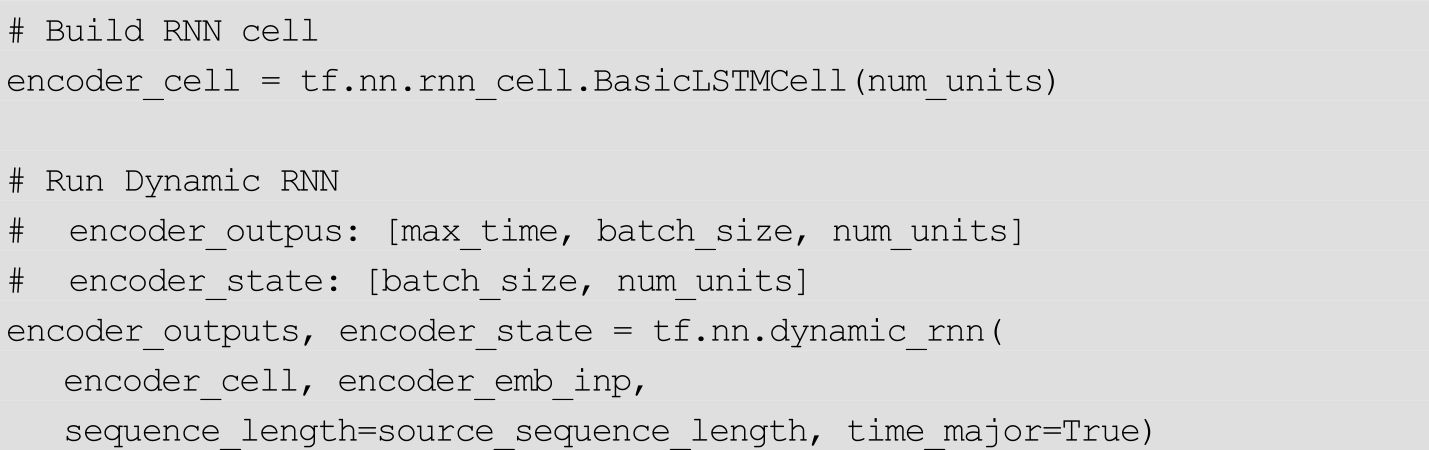 # Build RNN cell
encoder_cell = tf.nn.rnn_cell.BasicLSTMCell(num_units)
# Run Dynamic RNN
#  encoder_outpus: [max_time, batch_size, num_units]
#  encoder_state: [batch_size, num_units]
encoder_outputs, encoder_state = tf.nn.dynamic_rnn(
   encoder_cell, encoder_emb_inp,
   sequence_length=source_sequence_length, time_major=True)